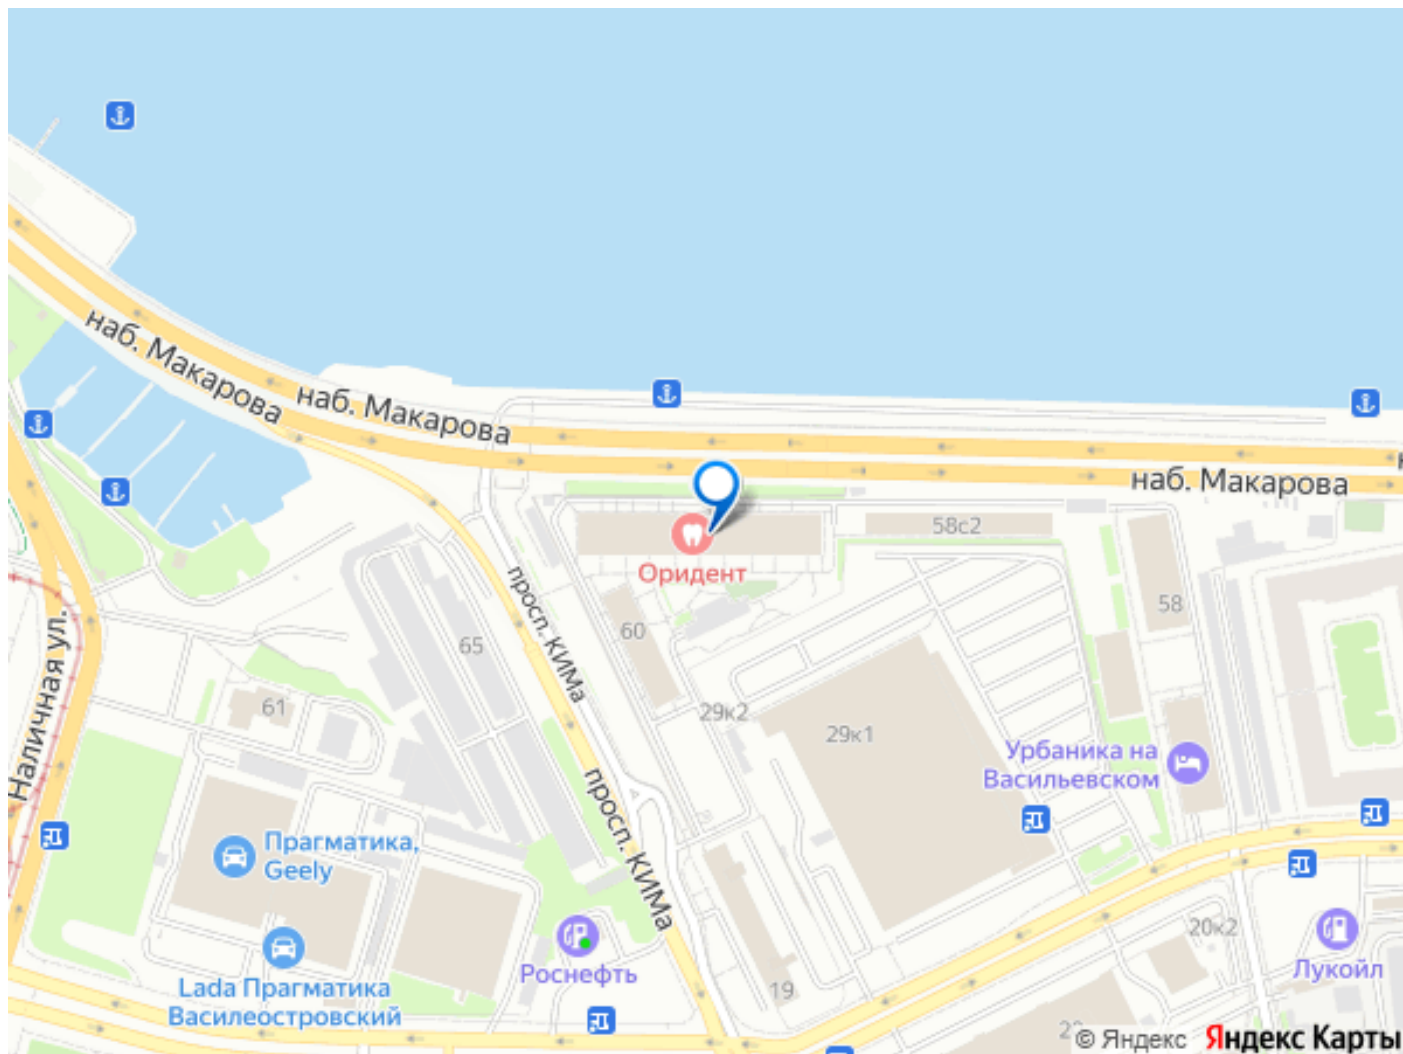 наб. Макарова
наб. Макарова
наб. Макарова
58с2
Оридент
просп. КИМа
58
60
65
Наличная ул.
61
29к2
29к1
Урбаника на
Васильевском
просп. КИМа
Прагматика,
Geely
20к2
Роснефть
Лукойл
Lada Прагматика
Василеостровский
19
© Яндекс
Яндекс Карты